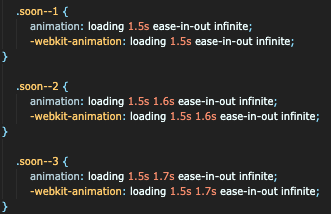 .soon--1 {
animation: loading 1.5s ease-in-out infinite;
-webkit-animation: loading 1.5s ease-in-out infinite;
}
.soon--2 {
animation: loading 1.5s 1.6s ease-in-out infinite;
-webkit-animation: loading 1.5s 1.6s ease-in-out infinite;
}
.soon--3 {
animation: loading 1.5s 1.7s ease-in-out infinite;
-webkit-animation: loading 1.5s 1.7s ease-in-out infinite;
}